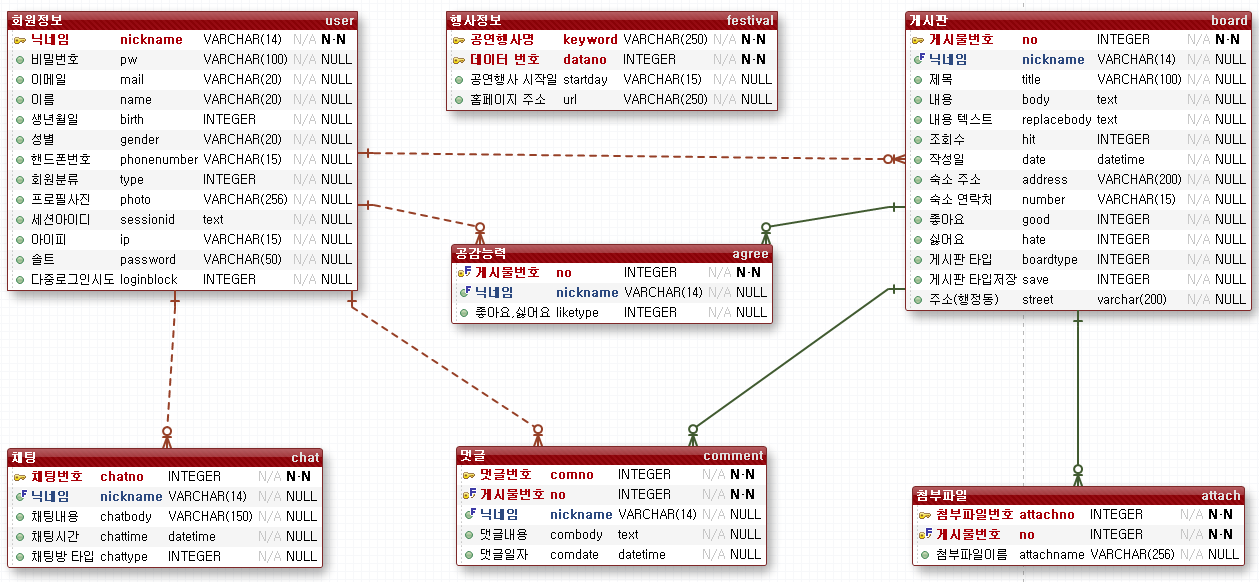 회원정보 user
닉네임 nickname VARCHAR(14) N/A N-N
비밀번호 pw VARCHAR(100) N/A NULL
이메일 mail VARCHAR(20) N/A NULL
이름 name VARCHAR(20) N/A NULL
생년월일 birth INTEGER N/A NULL
성별 gender VARCHAR(20) N/A NULL
핸드폰번호 phonenumber VARCHAR(15) N/A NULL
회원분류 type INTEGER N/A NULL
프로필사진 photo VARCHAR(256) N/A NULL
세션아이디 sessionid text N/A NULL
아이피 ip VARCHAR(15) N/A NULL
솔트 password VARCHAR(50) N/A NULL
다중로그인시도 loginblock INTEGER N/A NULL
행사정보 festival
공연행사명 keyword VARCHAR(250) N/A N-N
데이터 번호 datano INTEGER N/A N-N
공연행사 시작일 startday VARCHAR(15) N/A NULL
홈페이지 주소 url VARCHAR(250) N/A NULL
게시판 board
게시물번호 no INTEGER N/A N-N
닉네임 nickname VARCHAR(14) N/A NULL
제목 title VARCHAR(100) N/A NULL
내용 body text N/A NULL
내용 텍스트 replacebody text N/A NULL
조회수 hit INTEGER N/A NULL
작성일 date datetime N/A NULL
숙소 주소 address VARCHAR(200) N/A NULL
숙소 연락처 number VARCHAR(15) N/A NULL
좋아요 good INTEGER N/A NULL
싫어요 hate INTEGER N/A NULL
게시판 타입 boardtype INTEGER N/A NULL
게시판 타입저장 save INTEGER N/A NULL
주소(행정동) street varchar(200) N/A NULL
공감능력 agree
게시물번호 no INTEGER N/A N-N
닉네임 nickname VARCHAR(14) N/A NULL
좋아요,싫어요 liketype INTEGER N/A NULL
채팅 chat
채팅번호 chatno INTEGER N/A N-N
닉네임 nickname VARCHAR(14) N/A NULL
채팅내용 chatbody VARCHAR(150) N/A NULL
채팅시간 chattime datetime N/A NULL
채팅방 타입 chattype INTEGER N/A NULL
댓글 comment
댓글번호 comno INTEGER N/A N-N
게시물번호 no INTEGER N/A N-N
닉네임 nickname VARCHAR(14) N/A NULL
댓글내용 combody text N/A NULL
댓글일자 comdate datetime N/A NULL
첨부파일 attach
첨부파일번호 attachno INTEGER N/A N-N
게시물번호 no INTEGER N/A N-N
첨부파일이름 attachname VARCHAR(256) N/A NULL